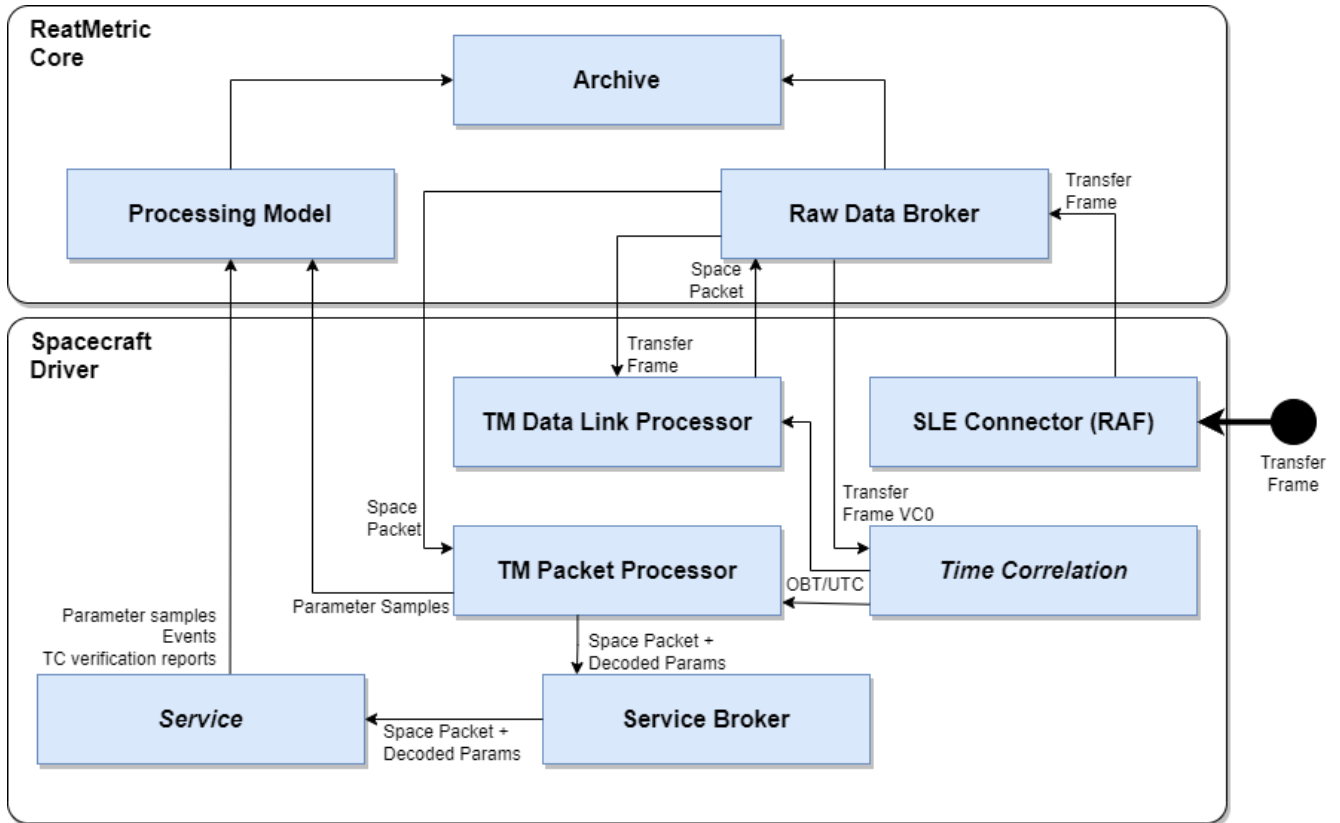 ReatMetric
Core
Archive
Processing Model
Raw Data Broker
Transfer
Frame
Space
Packet
Spacecraft
Driver
Transfer
Frame
TM Data Link Processor
SLE Connector (RAF)
Transfer
Frame
Transfer
Frame VC0
Space
Packet
TM Packet Processor
Time Correlation
OBT/UTC
Parameter Samples
Parameter samples
Events
TC verification reports
Space Packet +
Decoded Params
Service
Space Packet +
Decoded Params
Service Broker